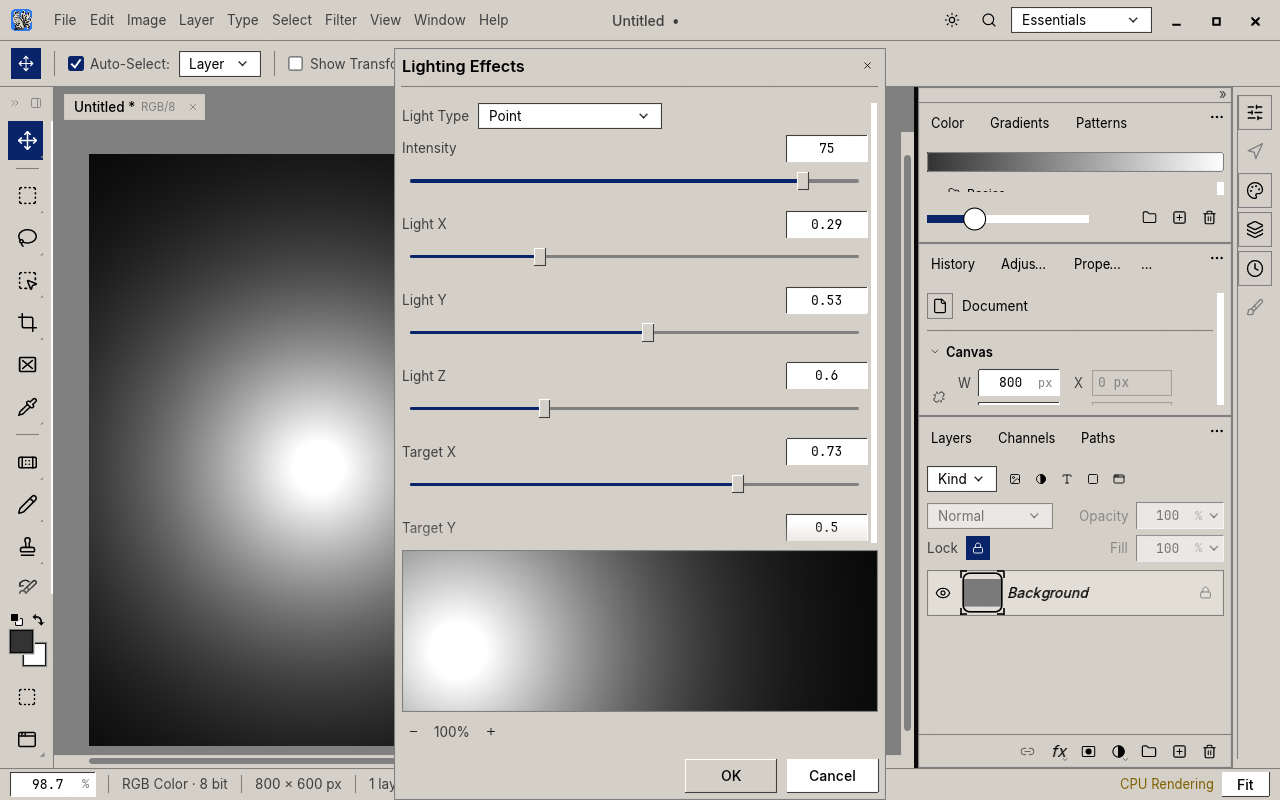 File Edit Image Layer Type Select Filter View Window Help
Untitled •
Essentials
Auto-Select: Layer
Lighting Effects
Untitled * RGB/8
Light Type Point
Intensity 75
Light X 0.29
Light Y 0.53
Light Z 0.6
Target X 0.73
Target Y 0.5
− 100% +
OK Cancel
Color Gradients Patterns
History Adjus... Prope... ...
Document
Canvas
W 800 px X 0 px
Layers Channels Paths
Kind
Normal Opacity 100 %
Lock Fill 100 %
Background
fx
98.7 % RGB Color · 8 bit 800 × 600 px
CPU Rendering Fit